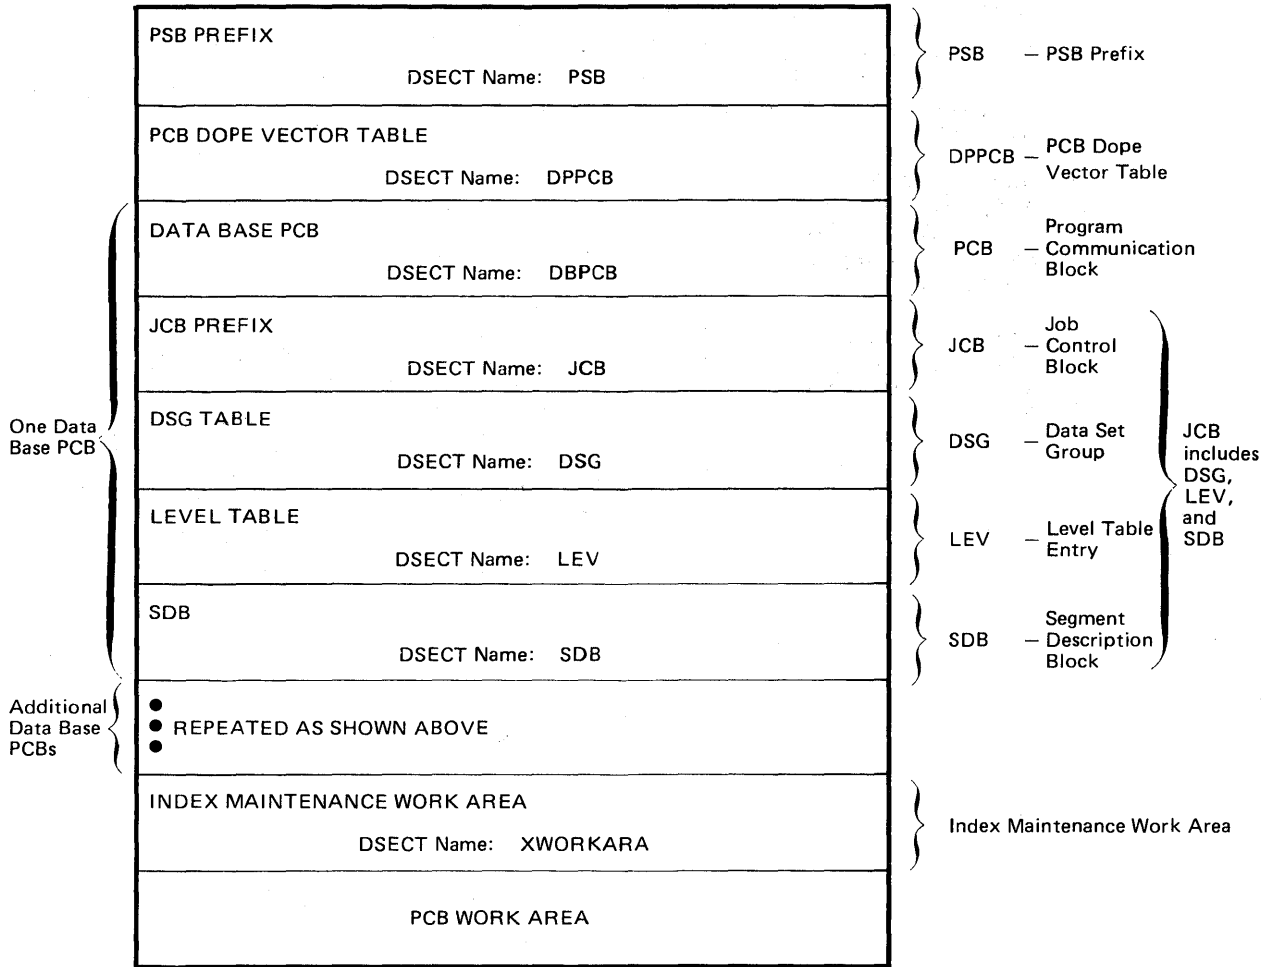 PSB PREFIX
DSECT Name: PSB
PSB — PSB Prefix
PCB DOPE VECTOR TABLE
DSECT Name: DPPCB
DPPCB — PCB Dope
Vector Table
DATA BASE PCB
DSECT Name: DBPCB
PCB — Program
Communication
Block
JCB PREFIX
DSECT Name: JCB
JCB — Job
Control
Block
One Data
Base PCB
DSG TABLE
DSECT Name: DSG
DSG — Data Set
Group
JCB
includes
DSG,
LEV,
and
SDB
LEVEL TABLE
DSECT Name: LEV
LEV — Level Table
Entry
SDB
DSECT Name: SDB
SDB — Segment
Description
Block
Additional
Data Base
PCBs
● 
● REPEATED AS SHOWN ABOVE
●
INDEX MAINTENANCE WORK AREA
DSECT Name: XWORKARA
Index Maintenance Work Area
PCB WORK AREA